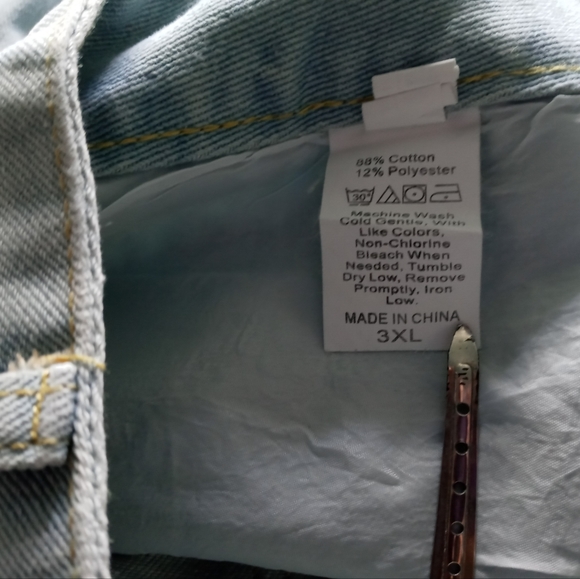 88% Cotton
12% Polyester
30°
Machine Wash
Cold Gentle, With
Like Colors,
Non-Chlorine
Bleach When
Needed, Tumble
Dry Low, Remove
Promptly, Iron
Low.
MADE IN CHINA
3XL